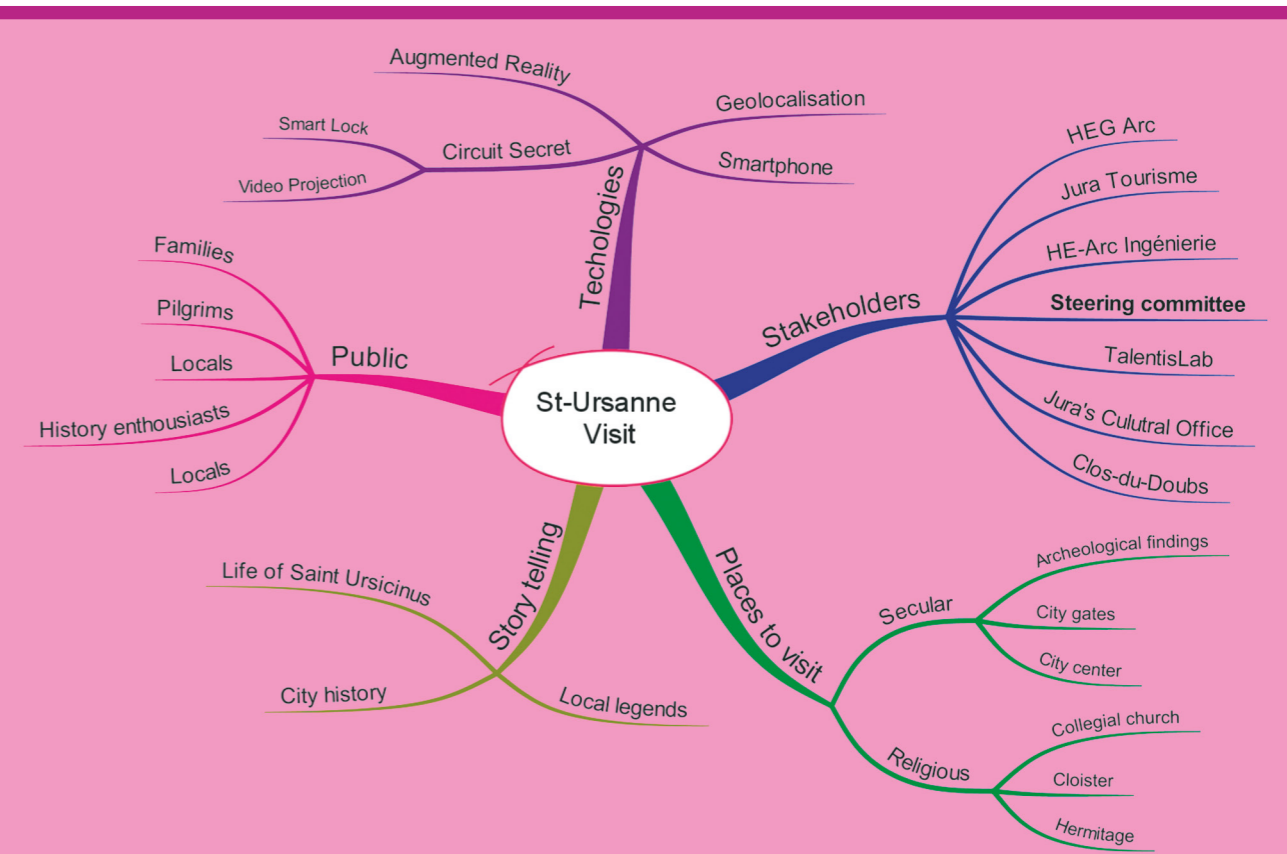 St-Ursanne
Visit
Techologies
Augmented Reality
Circuit Secret
Smart Lock
Video Projection
Geolocalisation
Smartphone
Stakeholders
HEG Arc
Jura Tourisme
HE-Arc Ingénierie
Steering committee
TalentisLab
Jura's Culutral Office
Clos-du-Doubs
Places to visit
Secular
Archeological findings
City gates
City center
Religious
Collegial church
Cloister
Hermitage
Story telling
Life of Saint Ursicinus
City history
Local legends
Public
Families
Pilgrims
Locals
History enthousiasts
Locals